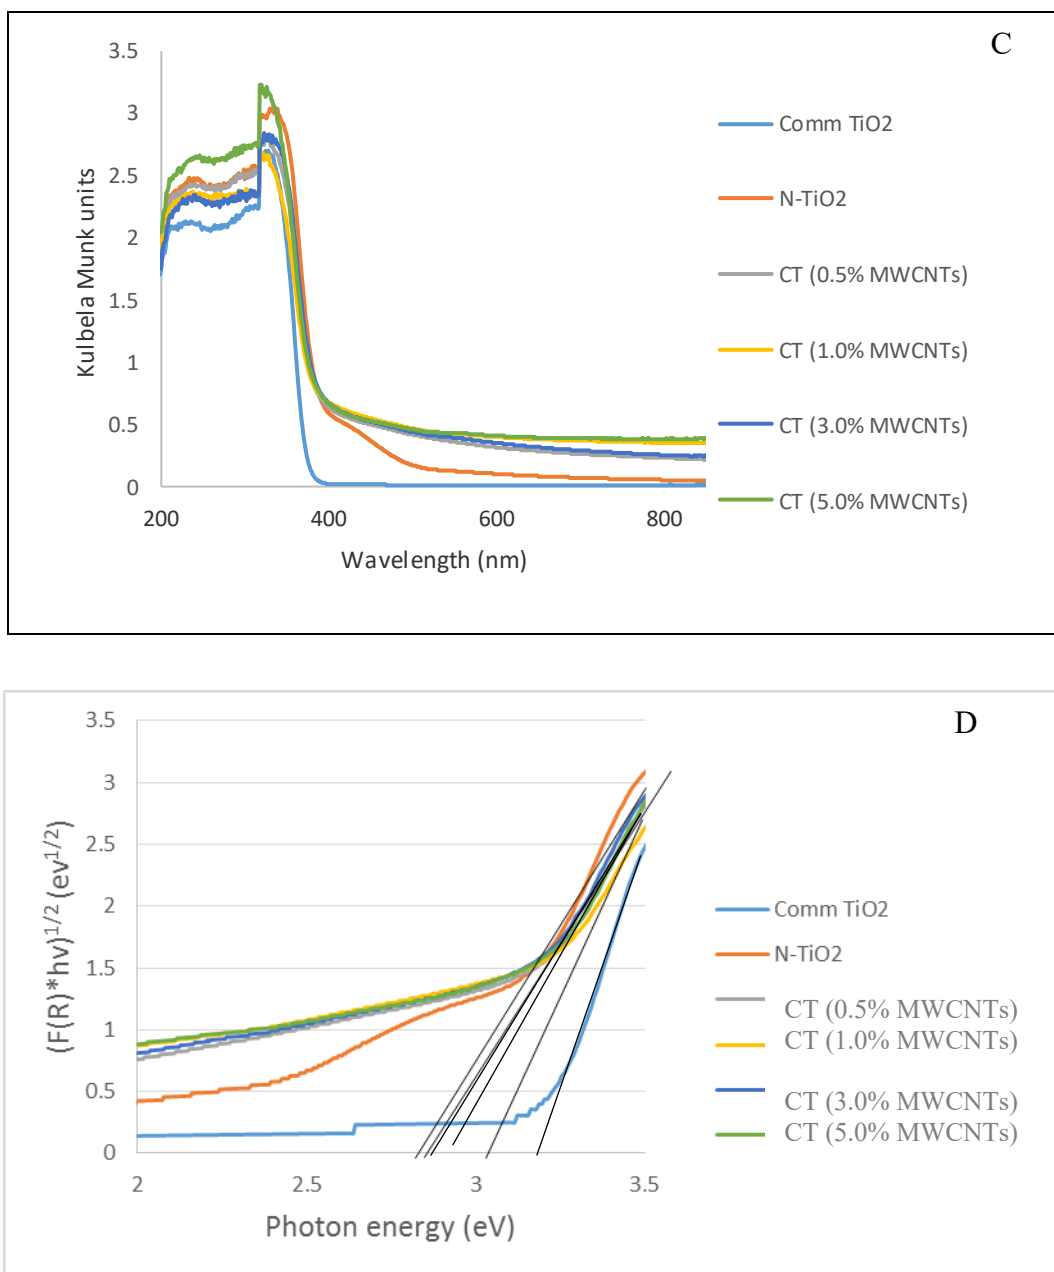 C
3.5
3
2.5
2
1.5
1
0.5
0
Kulbela Munk units
200
400
600
800
Wavelength (nm)
Comm TiO2
N-TiO2
CT (0.5% MWCNTs)
CT (1.0% MWCNTs)
CT (3.0% MWCNTs)
CT (5.0% MWCNTs)
D
3.5
3
2.5
2
1.5
1
0.5
0
(F(R)*hv)^1/2 (ev^1/2)
2
2.5
3
3.5
Photon energy (eV)
Comm TiO2
N-TiO2
CT (0.5% MWCNTs)
CT (1.0% MWCNTs)
CT (3.0% MWCNTs)
CT (5.0% MWCNTs)